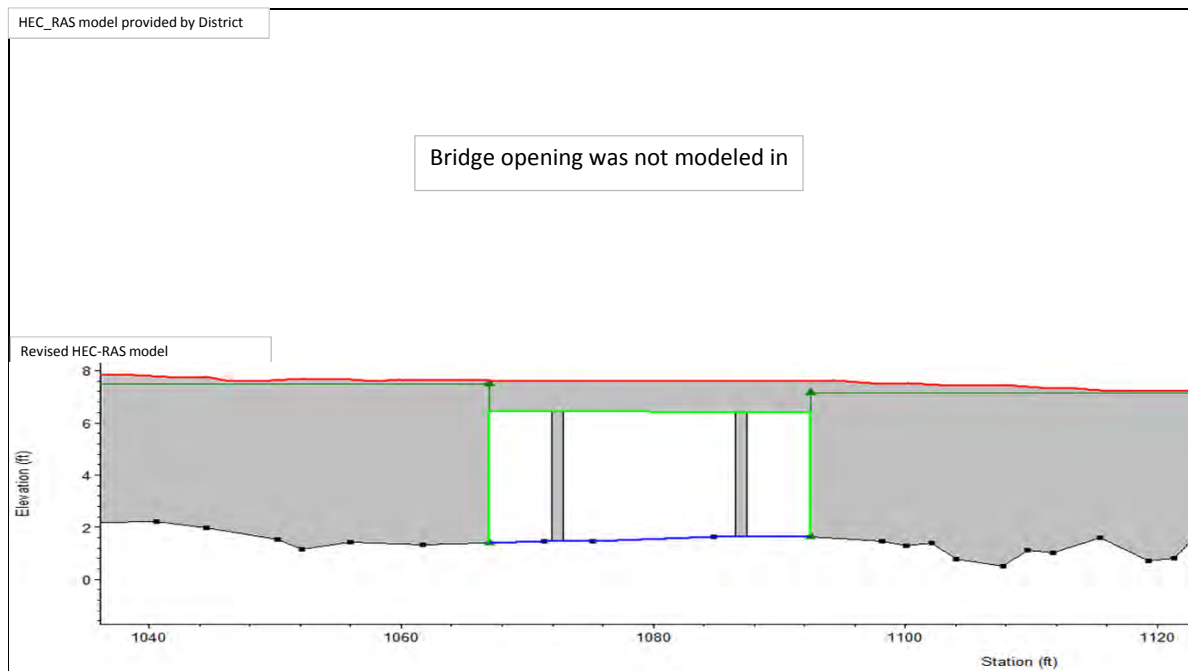 HEC_RAS model provided by District
Bridge opening was not modeled in
Revised HEC-RAS model
8
6
4
2
0
Elevation (ft)
1040 1060 1080 1100 1120
Station (ft)